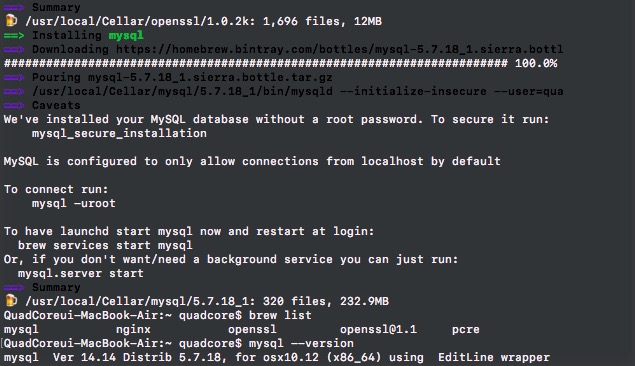 ==> Summary
🍺 /usr/local/Cellar/openssl/1.0.2k: 1,696 files, 12MB
==> Installing mysql
==> Downloading https://homebrew.bintray.com/bottles/mysql-5.7.18_1.sierra.bottl
######################################################################## 100.0%
==> Pouring mysql-5.7.18_1.sierra.bottle.tar.gz
==> /usr/local/Cellar/mysql/5.7.18_1/bin/mysqld --initialize-insecure --user=qua
==> Caveats
We've installed your MySQL database without a root password. To secure it run:
    mysql_secure_installation

MySQL is configured to only allow connections from localhost by default

To connect run:
    mysql -uroot

To have launchd start mysql now and restart at login:
  brew services start mysql
Or, if you don't want/need a background service you can just run:
  mysql.server start
==> Summary
🍺 /usr/local/Cellar/mysql/5.7.18_1: 320 files, 232.9MB
QuadCoreui-MacBook-Air:~ quadcore$ brew list
mysql nginx openssl openssl@1.1 pcre
[QuadCoreui-MacBook-Air:~ quadcore$ mysql --version
mysql  Ver 14.14 Distrib 5.7.18, for osx10.12 (x86_64) using  EditLine wrapper